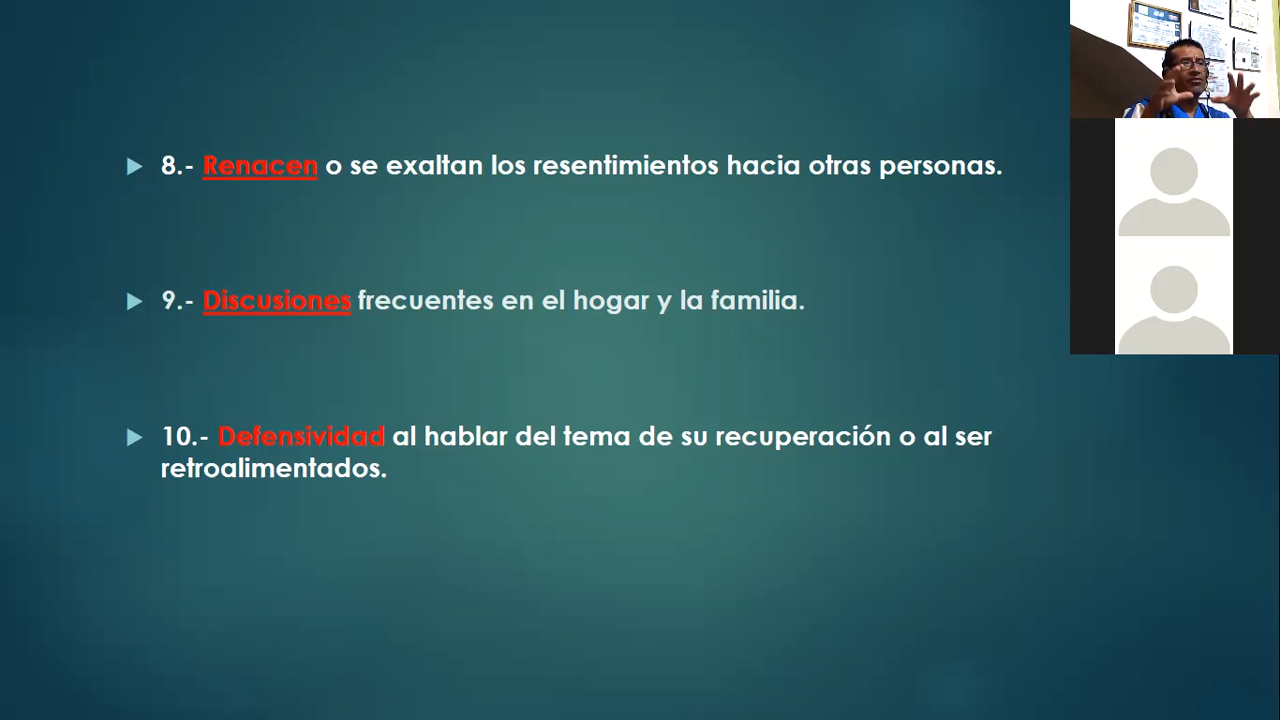 8.- Renacen o se exaltan los resentimientos hacia otras personas.
9.- Discusiones frecuentes en el hogar y la familia.
10.- Defensividad al hablar del tema de su recuperación o al ser
retroalimentados.